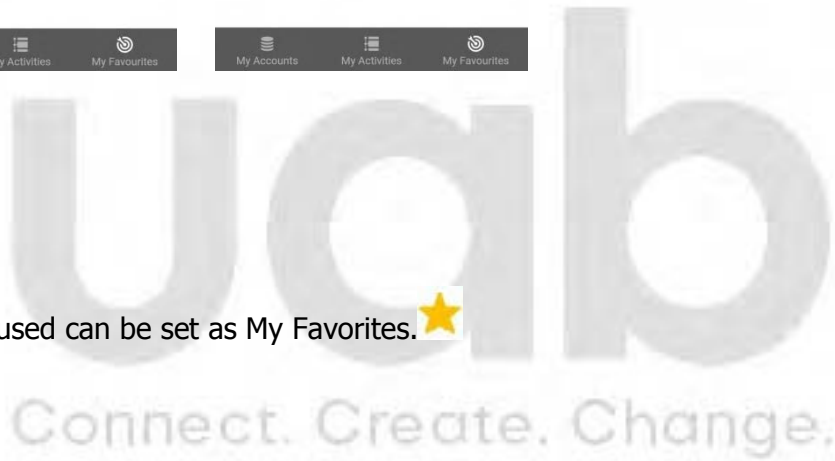 My Activities My Favourites
My Accounts My Activities My Favourites
uab
used can be set as My Favorites.
Connect. Create. Change.